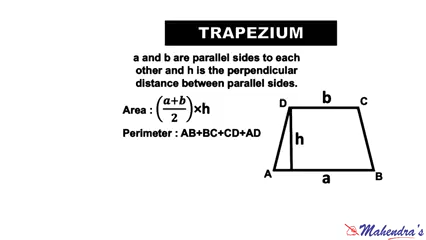 TRAPEZIUM
a and b are parallel sides to each
other and h is the perpendicular
distance between parallel sides.
Area : (a+b/2)×h
Perimeter : AB+BC+CD+AD
D b C
h
A a B
Mahendra's